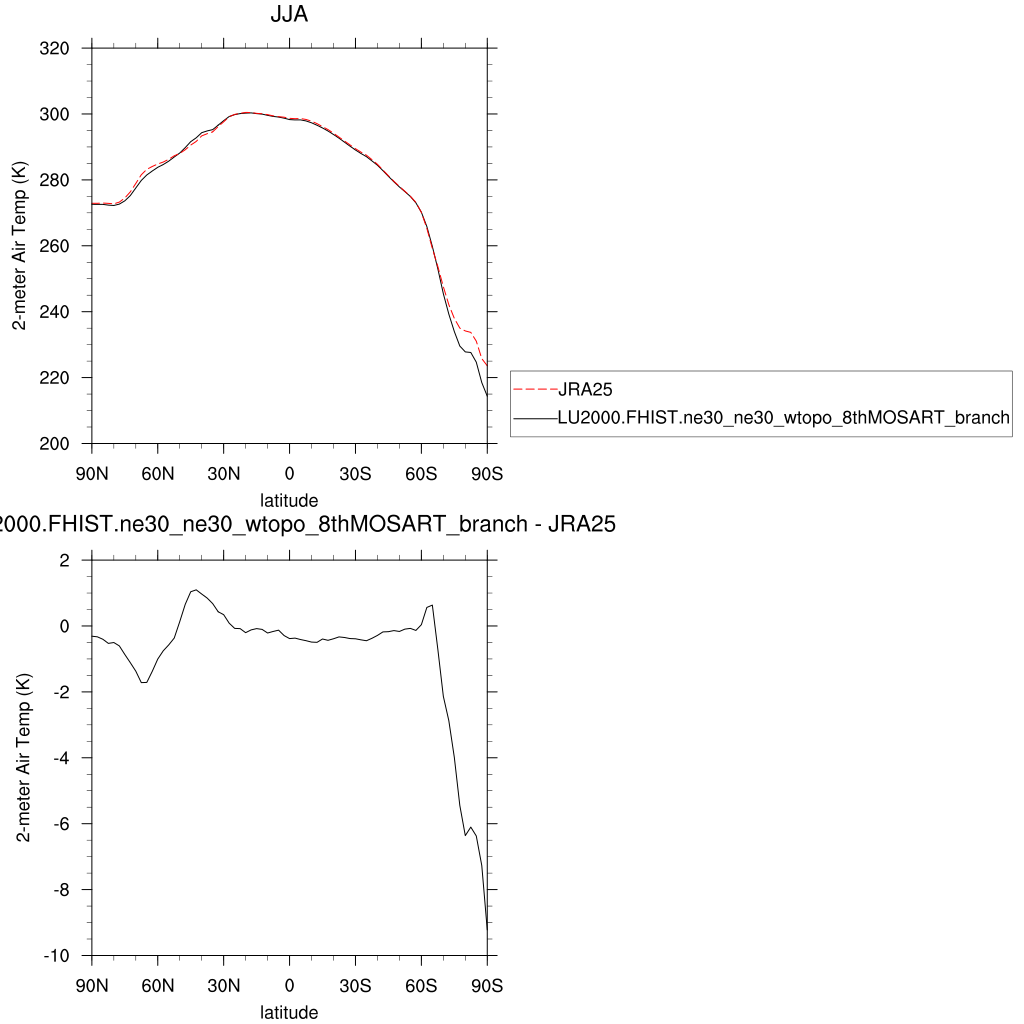 JJA
320
300
280
260
240
220
200
2-meter Air Temp (K)
90N 60N 30N 0 30S 60S 90S
latitude
JRA25
LU2000.FHIST.ne30_ne30_wtopo_8thMOSART_branch
2000.FHIST.ne30_ne30_wtopo_8thMOSART_branch - JRA25
2
0
-2
-4
-6
-8
-10
2-meter Air Temp (K)
90N 60N 30N 0 30S 60S 90S
latitude